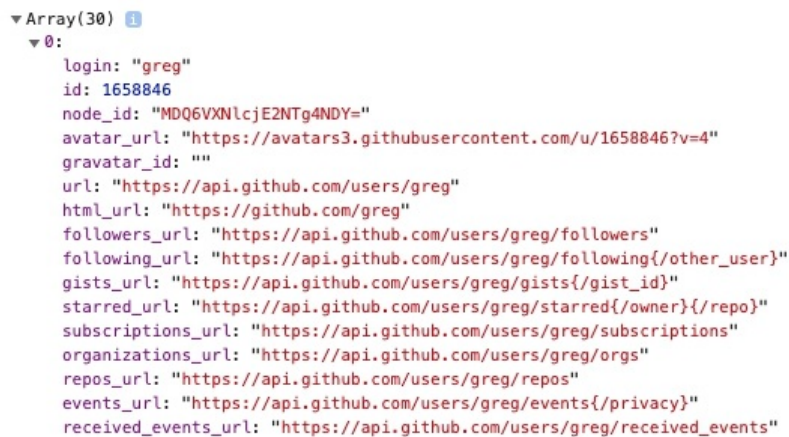 Array(30) i
0:
login: "greg"
id: 1658846
node_id: "MDQ6VXNlcjE2NTg4NDY="
avatar_url: "https://avatars3.githubusercontent.com/u/1658846?v=4"
gravatar_id: ""
url: "https://api.github.com/users/greg"
html_url: "https://github.com/greg"
followers_url: "https://api.github.com/users/greg/followers"
following_url: "https://api.github.com/users/greg/following{/other_user}"
gists_url: "https://api.github.com/users/greg/gists{/gist_id}"
starred_url: "https://api.github.com/users/greg/starred{/owner}{/repo}"
subscriptions_url: "https://api.github.com/users/greg/subscriptions"
organizations_url: "https://api.github.com/users/greg/orgs"
repos_url: "https://api.github.com/users/greg/repos"
events_url: "https://api.github.com/users/greg/events{/privacy}"
received_events_url: "https://api.github.com/users/greg/received_events"